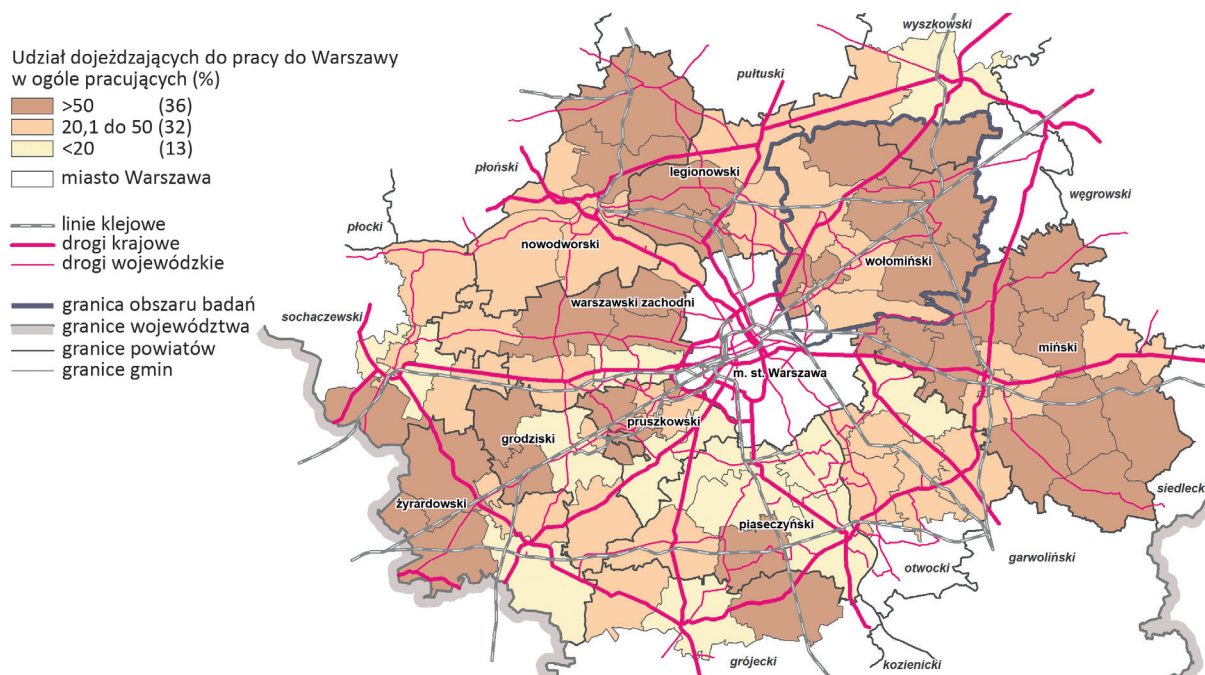 Udział dojeżdzających do pracy do Warszawy
w ogóle pracujących (%)
>50 (36)
20,1 do 50 (32)
<20 (13)
miasto Warszawa
linie klejowe
drogi krajowe
drogi wojewódzkie
granica obszaru badań
granice województwa
granice powiatów
granice gmin
wyszkowski
pułtuski
płoński
legionowski
węgrowski
płocki
nowodworski
wołomiński
warszawski zachodni
sochaczewski
miński
m. st. Warszawa
pruszkowski
grodziski
siedleck
żyrardowski
piaseczyński
garwoliński
otwocki
grójecki
kozienicki